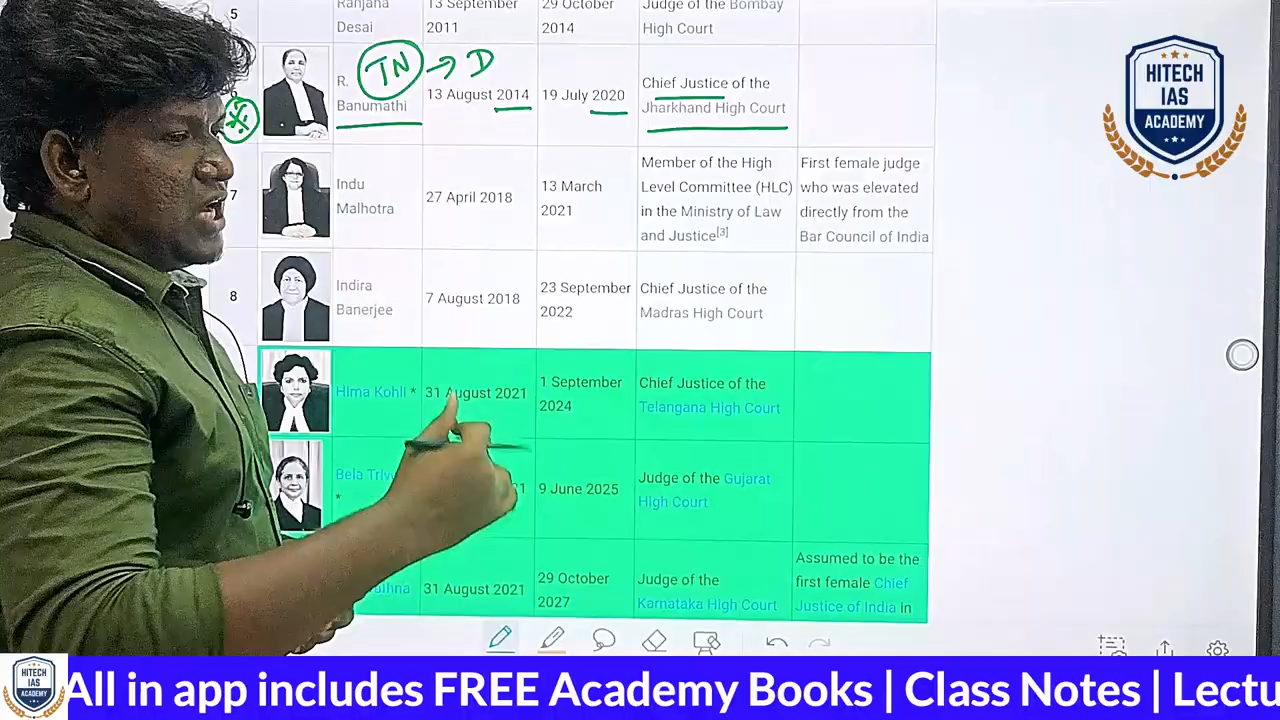 5
Ranjana
Desai
13 September
2011
29 October
2014
Judge of the Bombay
High Court
TN → D
R.
Banumathi
13 August 2014
19 July 2020
Chief Justice of the
Jharkhand High Court
7
Indu
Malhotra
27 April 2018
13 March
2021
Member of the High
Level Committee (HLC)
in the Ministry of Law
and Justice[3]
First female judge
who was elevated
directly from the
Bar Council of India
8
Indira
Banerjee
7 August 2018
23 September
2022
Chief Justice of the
Madras High Court
Hima Kohli *
31 August 2021
1 September
2024
Chief Justice of the
Telangana High Court
Bela
*
9 June 2025
Judge of the Gujarat
High Court
31 August 2021
29 October
2027
Judge of the
Karnataka High Court
Assumed to be the
first female Chief
Justice of India in
HITECH
IAS
ACADEMY
HITECH
IAS
ACADEMY
All in app includes FREE Academy Books | Class Notes | Lectu